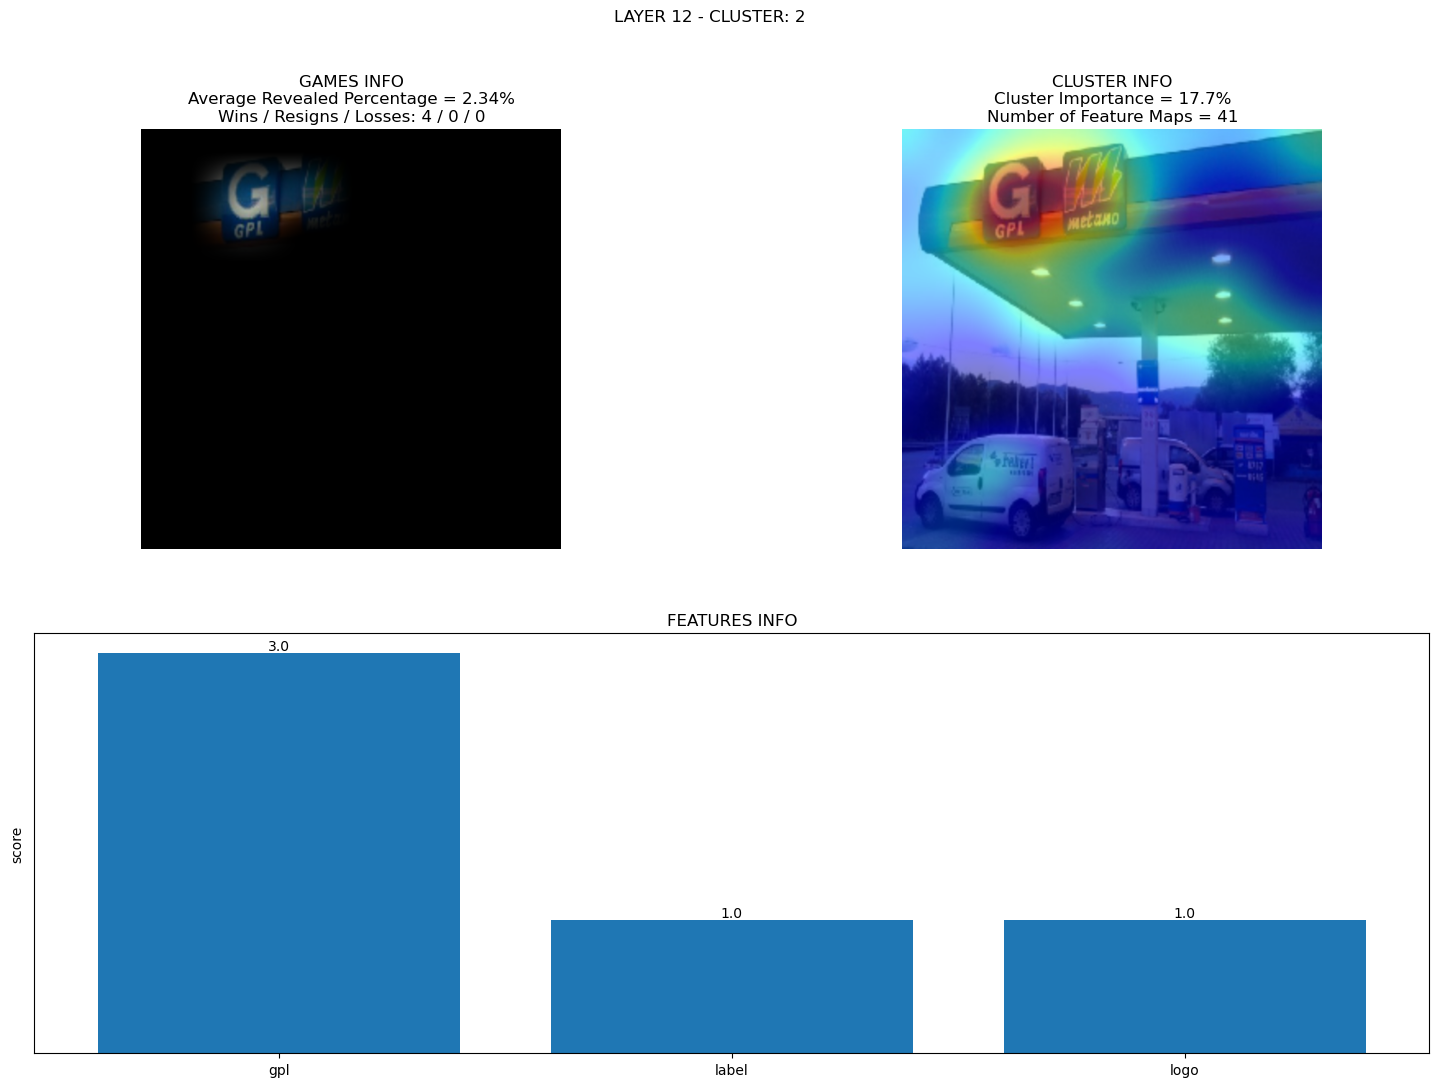 LAYER 12 - CLUSTER: 2
GAMES INFO
Average Revealed Percentage = 2.34%
Wins / Resigns / Losses: 4 / 0 / 0
G
GPL
CLUSTER INFO
Cluster Importance = 17.7%
Number of Feature Maps = 41
G
GPL
metano
FEATURES INFO
score
3.0
1.0
1.0
gpl
label
logo